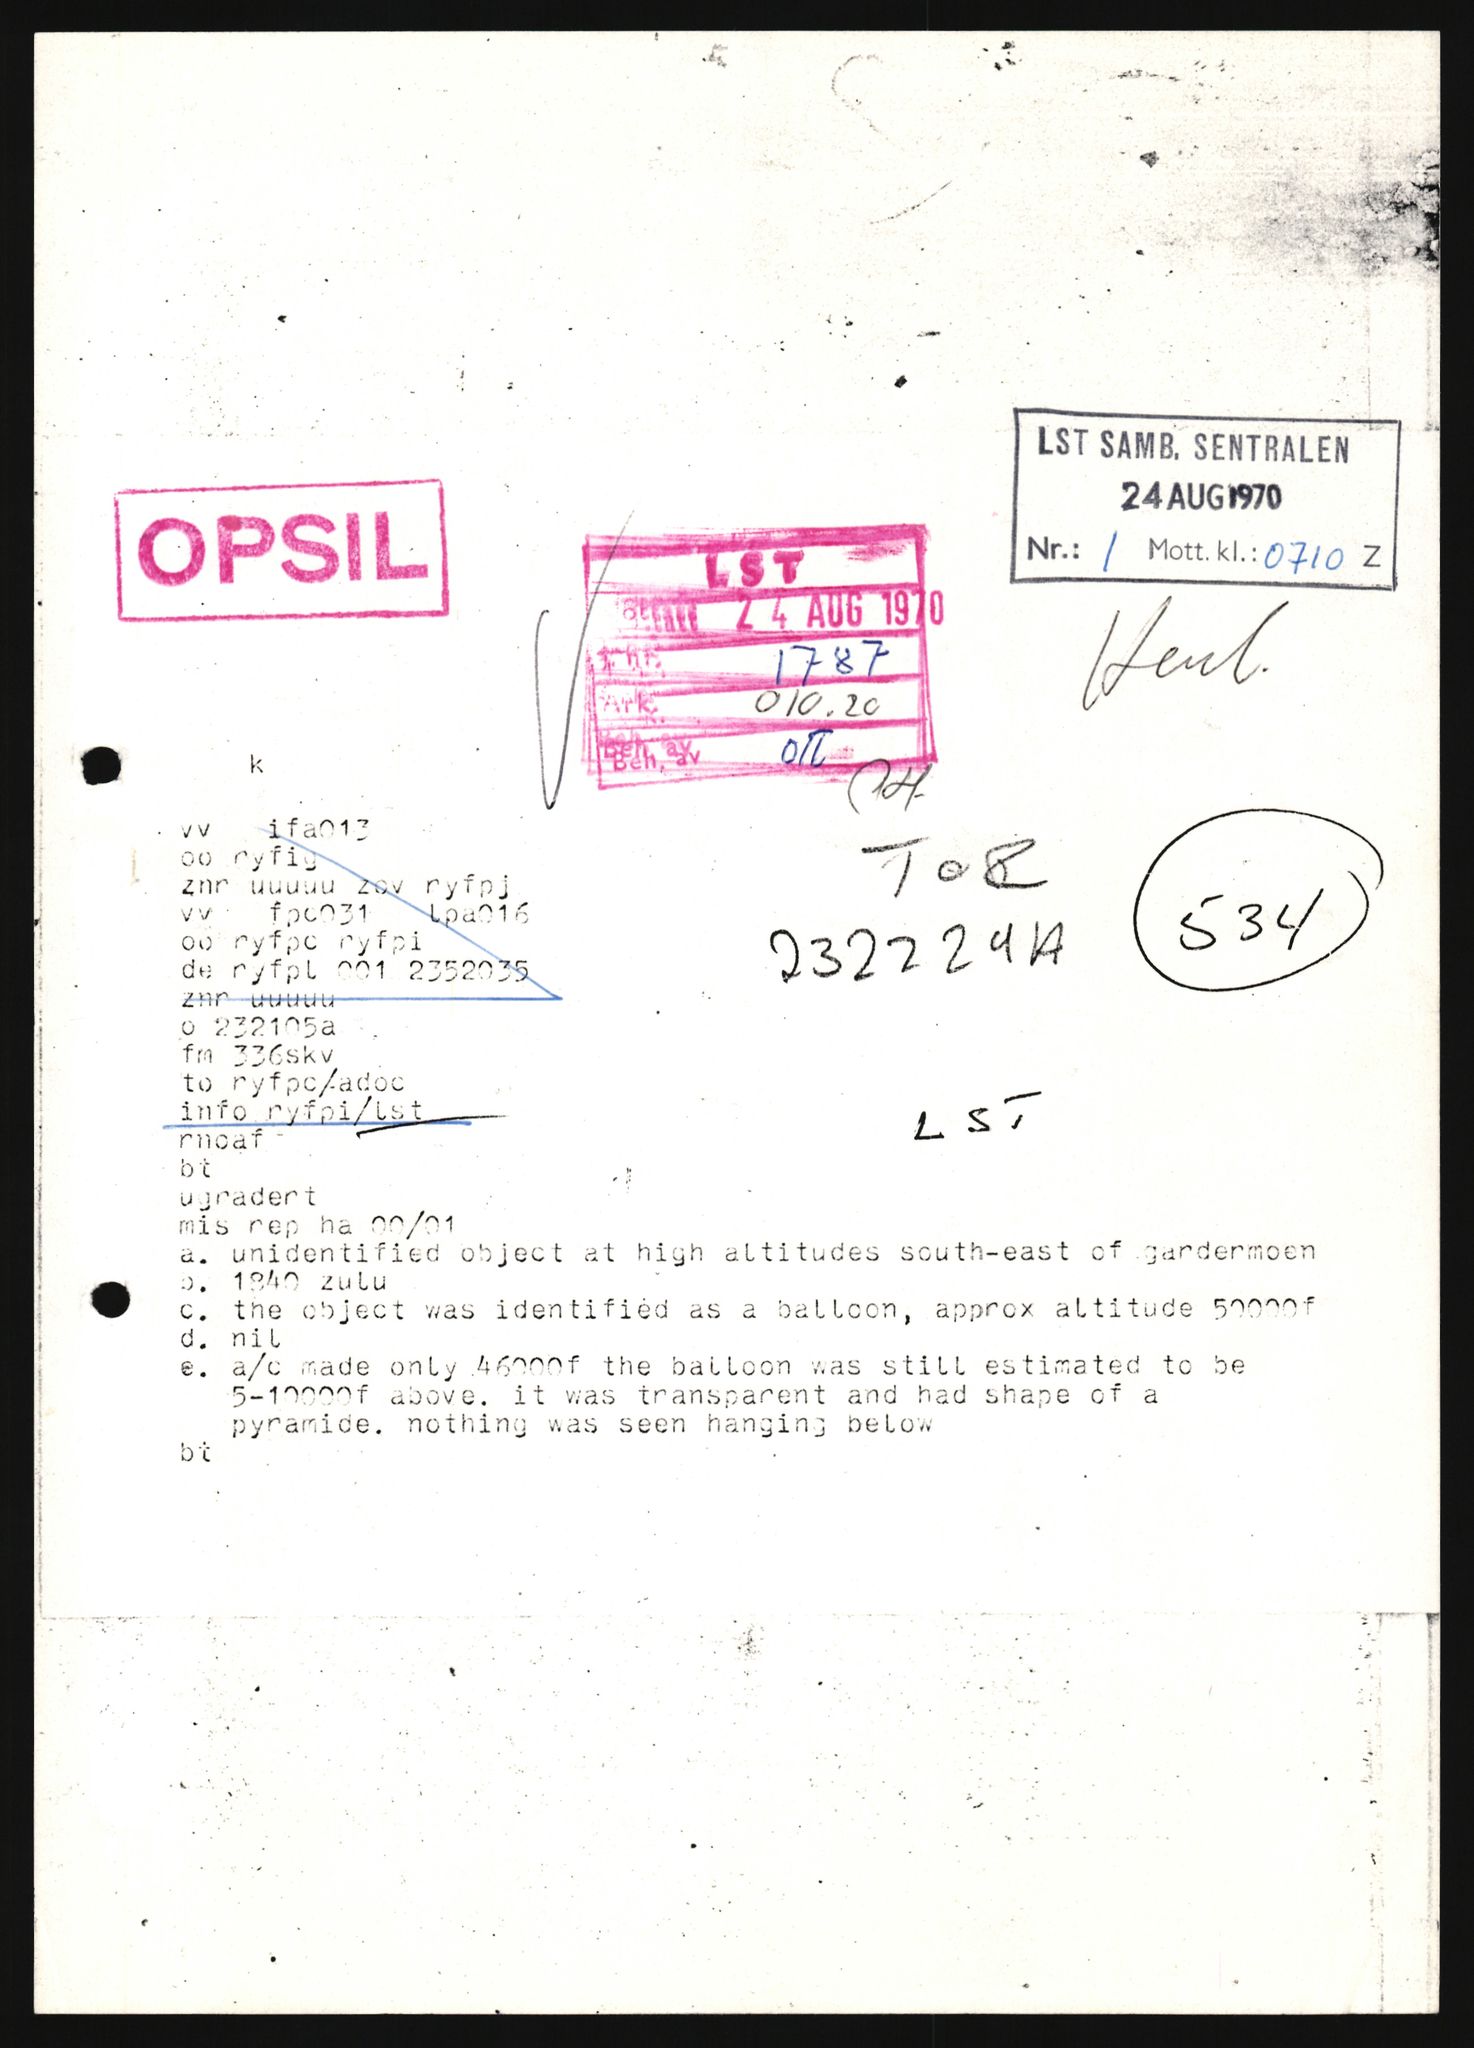 LST SAMB. SENTRALEN
24 AUG 1970
Nr.: 1 Mott. kl.: 0710 Z
OPSIL
LST
24 AUG 1970
1787
Ark. 010.20
Beh. av
k
vv ifa013
oo ryfig
znr uuuuu zov ryfpj
vv fpc031 lpa016
oo ryfpc ryfpi
de ryfpl 001 2352035
znr uuuuu
o 232105a
fm 336skv
to ryfpc/adoc
info ryfpi/lst
rnoaf
bt
ugradert
mis rep ha 00/01
a. unidentified object at high altitudes south-east of gardermoen
b. 1840 zulu
c. the object was identified as a balloon, approx altitude 50000f
d. nil
e. a/c made only 46000f the balloon was still estimated to be
5-10000f above. it was transparent and had shape of a
pyramide. nothing was seen hanging below
bt
TOR
232224A
534
LST